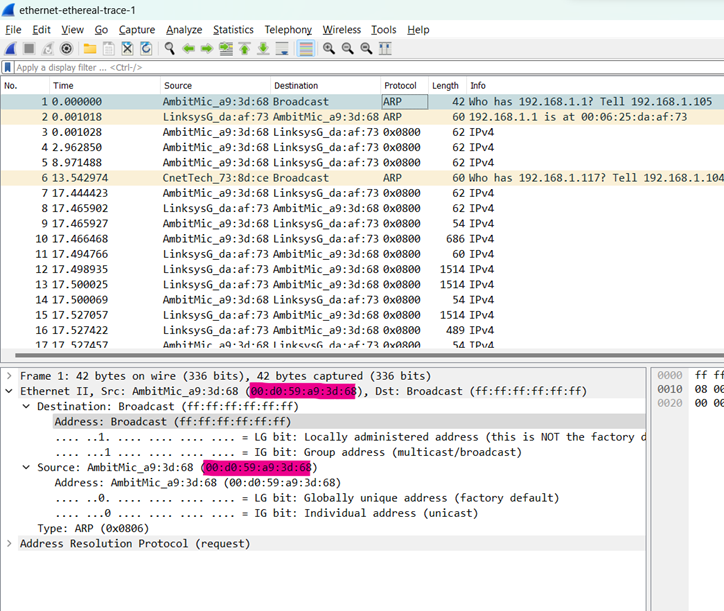 ethernet-ethereal-trace-1
File Edit View Go Capture Analyze Statistics Telephony Wireless Tools Help
Apply a display filter ... <Ctrl-/>
No. Time Source Destination Protocol Length Info
1 0.000000 AmbitMic_a9:3d:68 Broadcast ARP 42 Who has 192.168.1.1? Tell 192.168.1.105
2 0.001018 LinksysG_da:af:73 AmbitMic_a9:3d:68 ARP 60 192.168.1.1 is at 00:06:25:da:af:73
3 0.001028 AmbitMic_a9:3d:68 LinksysG_da:af:73 0x0800 62 IPv4
4 2.962850 AmbitMic_a9:3d:68 LinksysG_da:af:73 0x0800 62 IPv4
5 8.971488 AmbitMic_a9:3d:68 LinksysG_da:af:73 0x0800 62 IPv4
6 13.542974 CnetTech_73:8d:ce Broadcast ARP 60 Who has 192.168.1.117? Tell 192.168.1.104
7 17.444423 AmbitMic_a9:3d:68 LinksysG_da:af:73 0x0800 62 IPv4
8 17.465902 LinksysG_da:af:73 AmbitMic_a9:3d:68 0x0800 62 IPv4
9 17.465927 AmbitMic_a9:3d:68 LinksysG_da:af:73 0x0800 54 IPv4
10 17.466468 AmbitMic_a9:3d:68 LinksysG_da:af:73 0x0800 686 IPv4
11 17.494766 LinksysG_da:af:73 AmbitMic_a9:3d:68 0x0800 60 IPv4
12 17.498935 LinksysG_da:af:73 AmbitMic_a9:3d:68 0x0800 1514 IPv4
13 17.500025 LinksysG_da:af:73 AmbitMic_a9:3d:68 0x0800 1514 IPv4
14 17.500069 AmbitMic_a9:3d:68 LinksysG_da:af:73 0x0800 54 IPv4
15 17.527057 LinksysG_da:af:73 AmbitMic_a9:3d:68 0x0800 1514 IPv4
16 17.527422 LinksysG_da:af:73 AmbitMic_a9:3d:68 0x0800 489 IPv4
17 17.527457 AmbitMic_a9:3d:68 LinksysG_da:af:73 0x0800 54 IPv4
Frame 1: 42 bytes on wire (336 bits), 42 bytes captured (336 bits)
Ethernet II, Src: AmbitMic_a9:3d:68 (00:d0:59:a9:3d:68), Dst: Broadcast (ff:ff:ff:ff:ff:ff)
Destination: Broadcast (ff:ff:ff:ff:ff:ff)
Address: Broadcast (ff:ff:ff:ff:ff:ff)
.... ..1. .... .... .... .... = LG bit: Locally administered address (this is NOT the factory d
.... ...1 .... .... .... .... = IG bit: Group address (multicast/broadcast)
Source: AmbitMic_a9:3d:68 (00:d0:59:a9:3d:68)
Address: AmbitMic_a9:3d:68 (00:d0:59:a9:3d:68)
.... ..0. .... .... .... .... = LG bit: Globally unique address (factory default)
.... ...0 .... .... .... .... = IG bit: Individual address (unicast)
Type: ARP (0x0806)
Address Resolution Protocol (request)
0000 ff ff
0010 08 00
0020 00 00